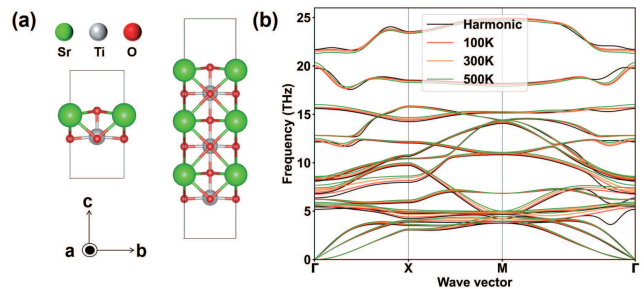 (a)
Sr Ti O
c
a b
(b)
Frequency (THz)
25
20
15
10
5
0
Harmonic
100K
300K
500K
Γ X M Γ
Wave vector